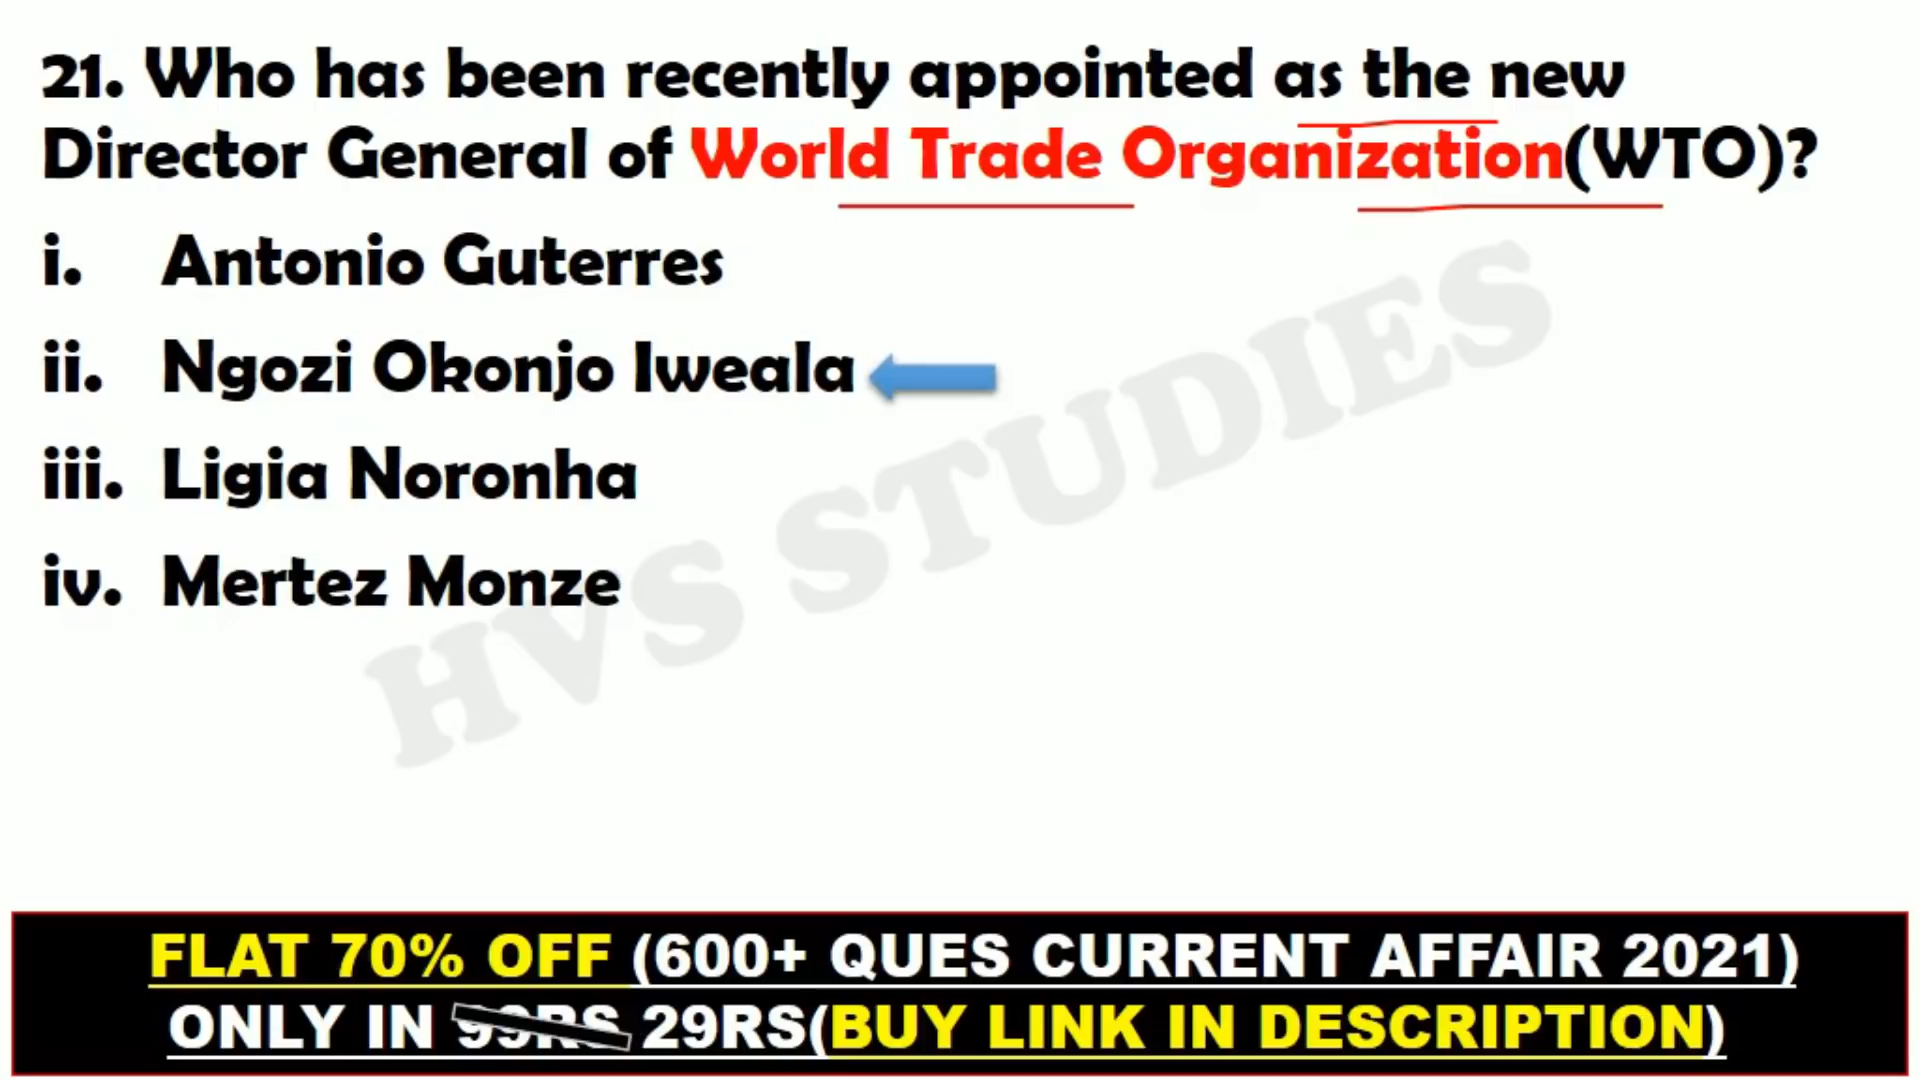 21. Who has been recently appointed as the new
Director General of World Trade Organization(WTO)?
i. Antonio Guterres
ii. Ngozi Okonjo Iweala
iii. Ligia Noronha
iv. Mertez Monze
HVS STUDIES
FLAT 70% OFF (600+ QUES CURRENT AFFAIR 2021)
ONLY IN 99RS 29RS(BUY LINK IN DESCRIPTION)